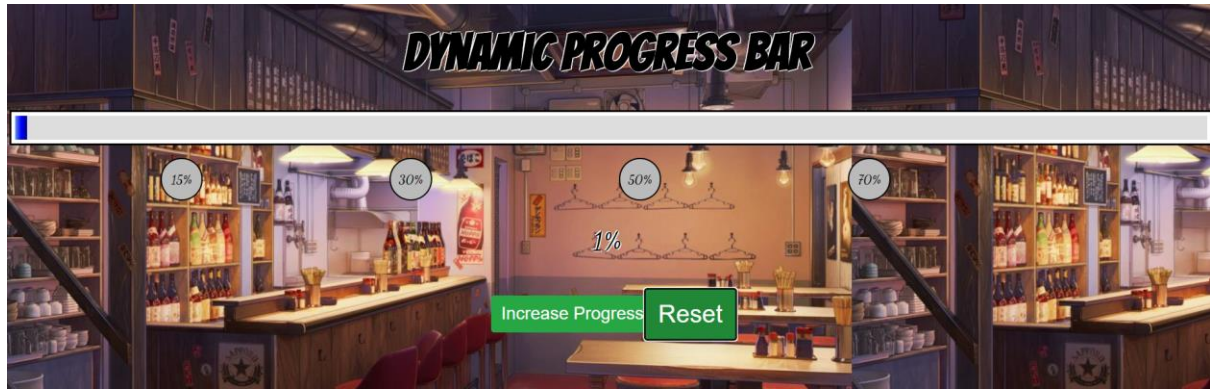 DYNAMIC PROGRESS BAR
15% 30% 50% 70%
1%
Increase Progress Reset